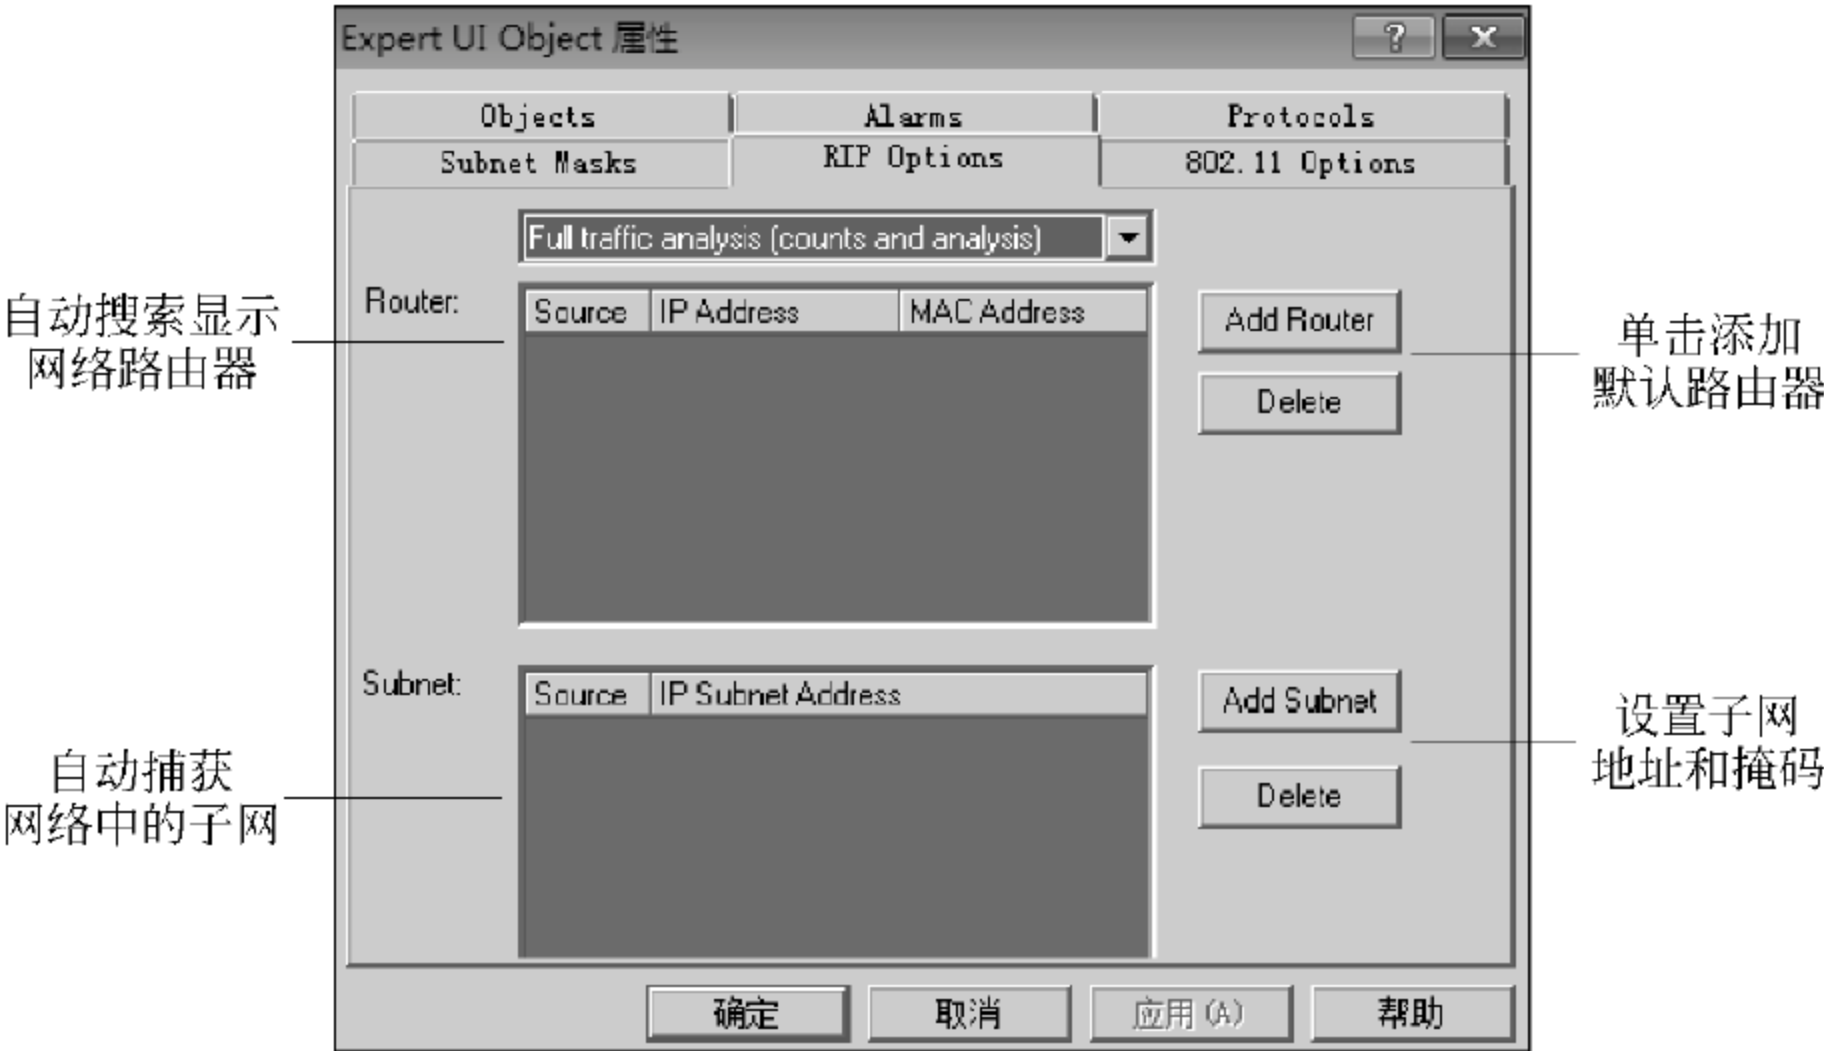 Expert UI Object 属性
Objects
Alarms
Protocols
Subnet Masks
RIP Options
802.11 Options
Full traffic analysis (counts and analysis)
Router:
Source
IP Address
MAC Address
Add Router
Delete
自动搜索显示
网络路由器
单击添加
默认路由器
Subnet:
Source
IP Subnet Address
Add Subnet
Delete
自动捕获
网络中的子网
设置子网
地址和掩码
确定
取消
应用(A)
帮助